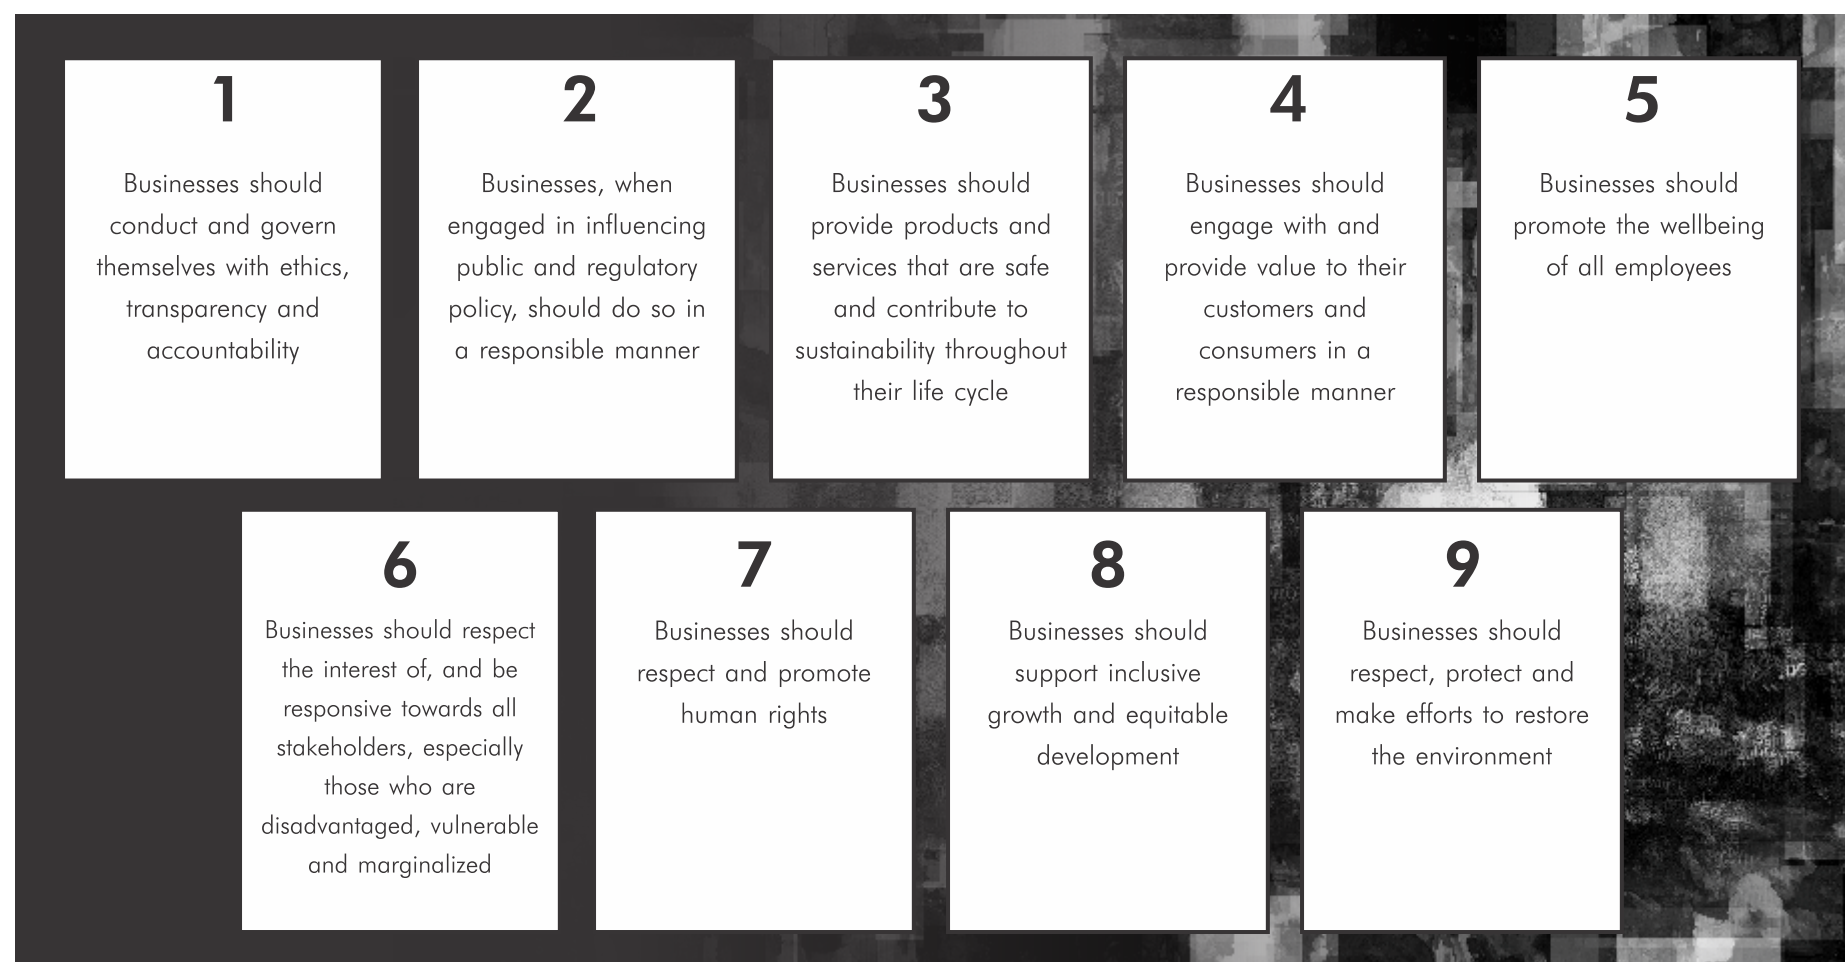 1
Businesses should
conduct and govern
themselves with ethics,
transparency and
accountability
2
Businesses, when
engaged in influencing
public and regulatory
policy, should do so in
a responsible manner
3
Businesses should
provide products and
services that are safe
and contribute to
sustainability throughout
their life cycle
4
Businesses should
engage with and
provide value to their
customers and
consumers in a
responsible manner
5
Businesses should
promote the wellbeing
of all employees
6
Businesses should respect
the interest of, and be
responsive towards all
stakeholders, especially
those who are
disadvantaged, vulnerable
and marginalized
7
Businesses should
respect and promote
human rights
8
Businesses should
support inclusive
growth and equitable
development
9
Businesses should
respect, protect and
make efforts to restore
the environment